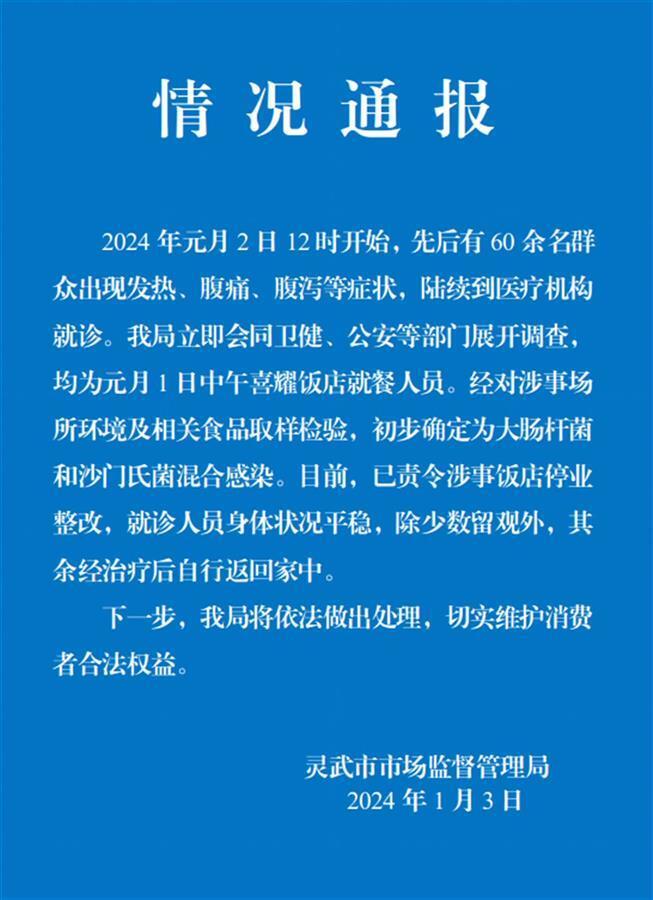 情况通报
2024 年元月 2 日 12 时开始，先后有 60 余名群
众出现发热、腹痛、腹泻等症状，陆续到医疗机构
就诊。我局立即会同卫健、公安等部门展开调查，
均为元月 1 日中午喜耀饭店就餐人员。经对涉事场
所环境及相关食品取样检验，初步确定为大肠杆菌
和沙门氏菌混合感染。目前，已责令涉事饭店停业
整改，就诊人员身体状况平稳，除少数留观外，其
余经治疗后自行返回家中。
下一步，我局将依法做出处理，切实维护消费
者合法权益。
灵武市市场监督管理局
2024 年 1 月 3 日